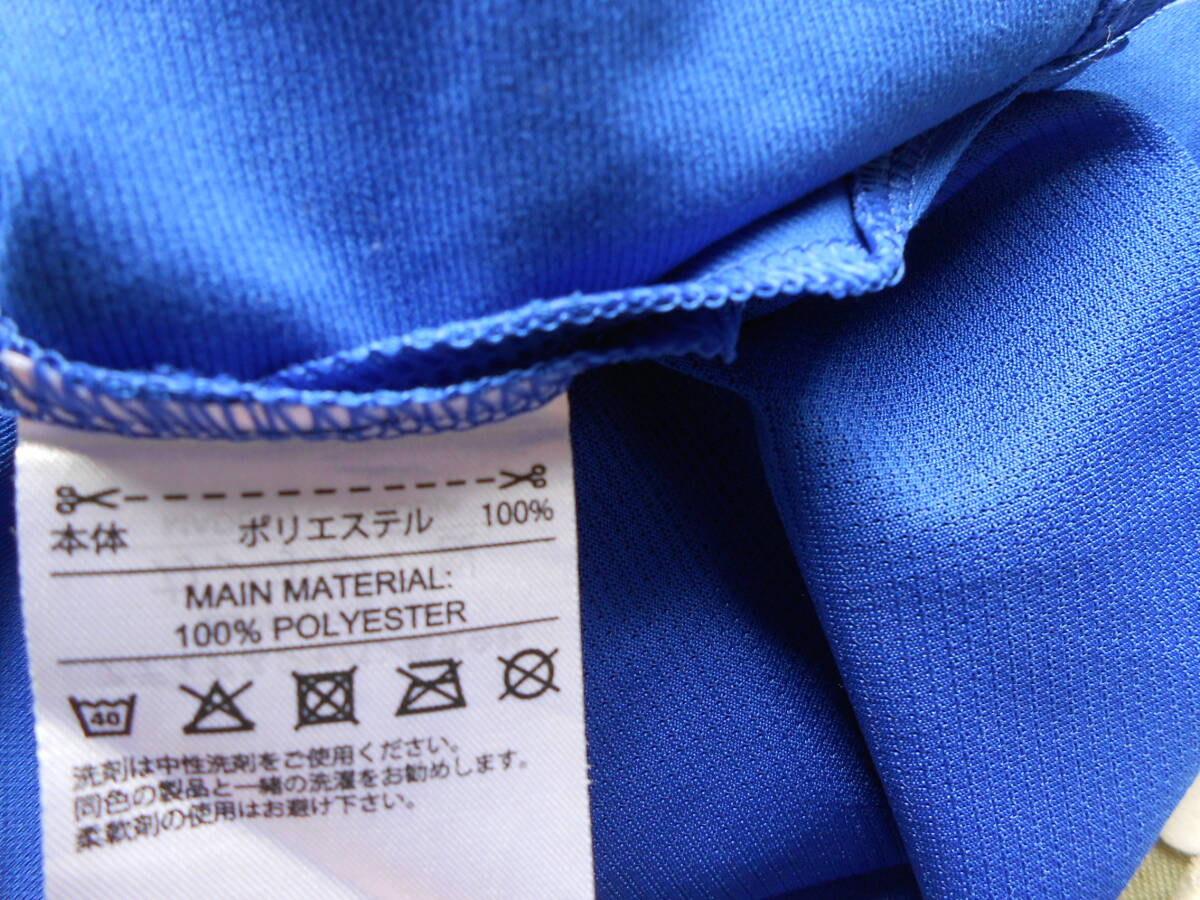 本体 ポリエステル 100%
MAIN MATERIAL:
100% POLYESTER
40
洗剤は中性洗剤をご使用ください。
同色の製品と一緒の洗濯をお勧めします。
柔軟剤の使用はお避け下さい。